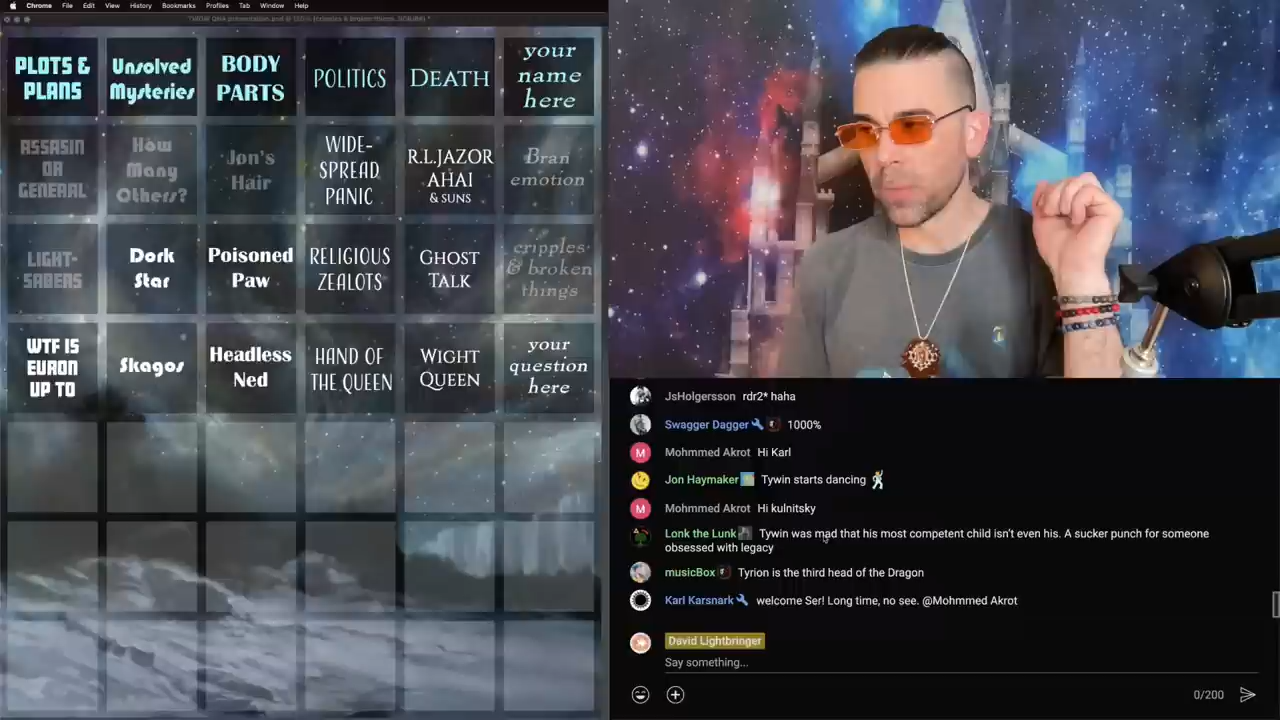 Chrome File Edit View History Bookmarks Profiles Tab Window Help
PLOTS &
PLANS
Unsolved
Mysteries
BODY
PARTS
POLITICS
DEATH
your
name
here
ASSASIN
OR
GENERAL
How
Many
Others?
Jon's
Hair
WIDE-
SPREAD
PANIC
R.L.JAZOR
AHAI
& SUNS
Bran
emotion
LIGHT-
SABERS
Dork
Star
Poisoned
Paw
RELIGIOUS
ZEALOTS
GHOST
TALK
cripples
& broken
things
WTF IS
EURON
UP TO
Skagos
Headless
Ned
HAND OF
THE QUEEN
WIGHT
QUEEN
your
question
here
JsHolgersson rdr2* haha
Swagger Dagger 1000%
M Mohmmed Akrot Hi Karl
Jon Haymaker Tywin starts dancing
M Mohmmed Akrot Hi kulnitsky
Lonk the Lunk Tywin was mad that his most competent child isn't even his. A sucker punch for someone
obsessed with legacy
musicBox Tyrion is the third head of the Dragon
Karl Karsnark welcome Ser! Long time, no see. @Mohmmed Akrot
David Lightbringer
Say something...
0/200